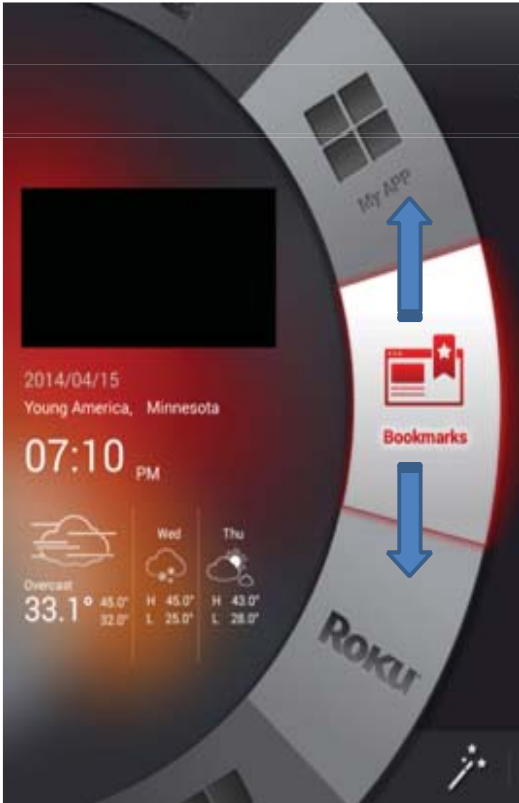 My APP
2014/04/15
Young America, Minnesota
Bookmarks
07:10 PM
Wed
Thu
Overcast
33.1° 45.0° 32.0°
H 45.0° H 43.0°
L 25.0° L 28.0°
ROKU